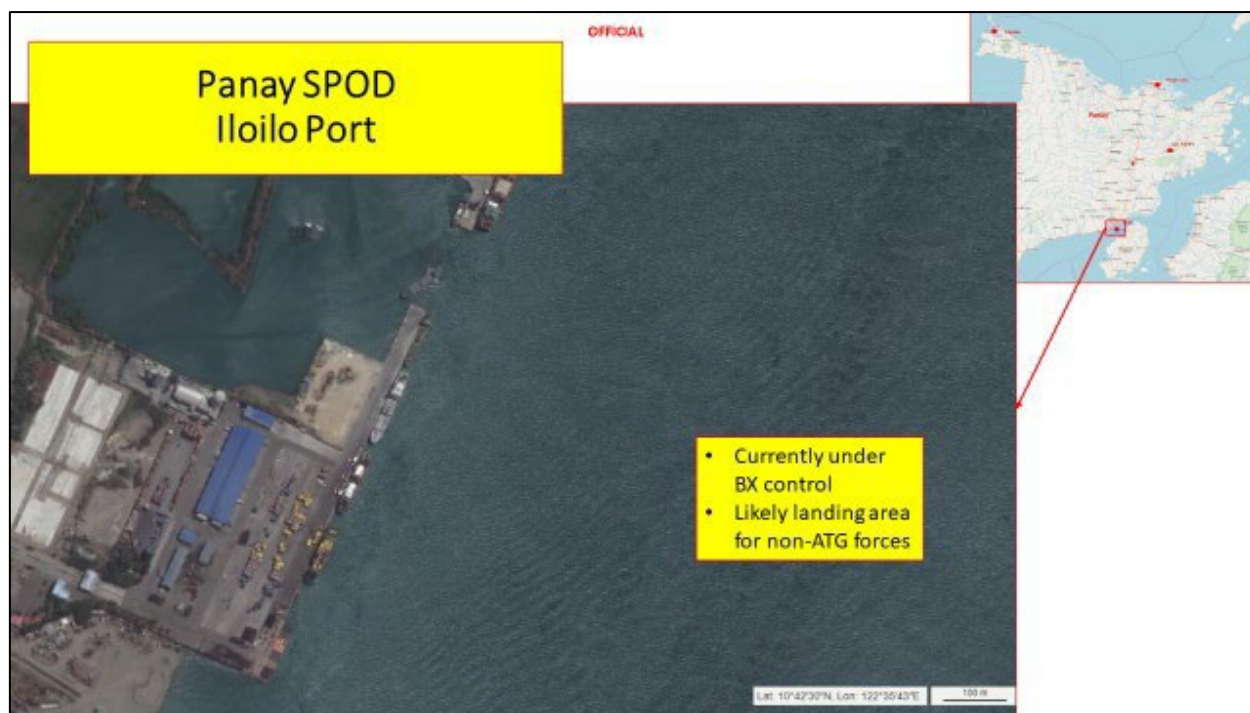 OFFICIAL
Panay SPOD
Iloilo Port
Panay
• Currently under
BX control
• Likely landing area
for non-ATG forces
Lat: 10°42'30"N, Lon: 122°35'43"E
100 m